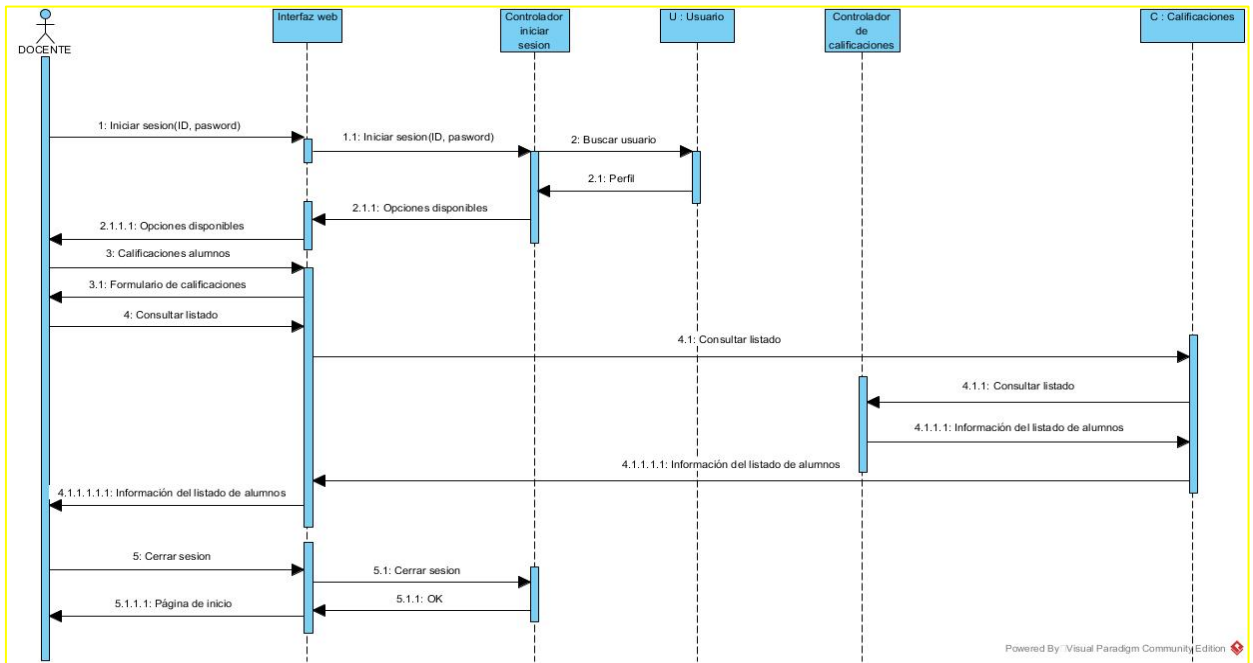 DOCENTE
Interfaz web
Controlador
iniciar
sesion
U : Usuario
Controlador
de
calificaciones
C : Calificaciones
1: Iniciar sesion(ID, pasword)
1.1: Iniciar sesion(ID, pasword)
2: Buscar usuario
2.1: Perfil
2.1.1: Opciones disponibles
2.1.1.1: Opciones disponibles
3: Calificaciones alumnos
3.1: Formulario de calificaciones
4: Consultar listado
4.1: Consultar listado
4.1.1: Consultar listado
4.1.1.1: Información del listado de alumnos
4.1.1.1.1: Información del listado de alumnos
4.1.1.1.1.1: Información del listado de alumnos
5: Cerrar sesion
5.1: Cerrar sesion
5.1.1: OK
5.1.1.1: Página de inicio
Powered By Visual Paradigm Community Edition